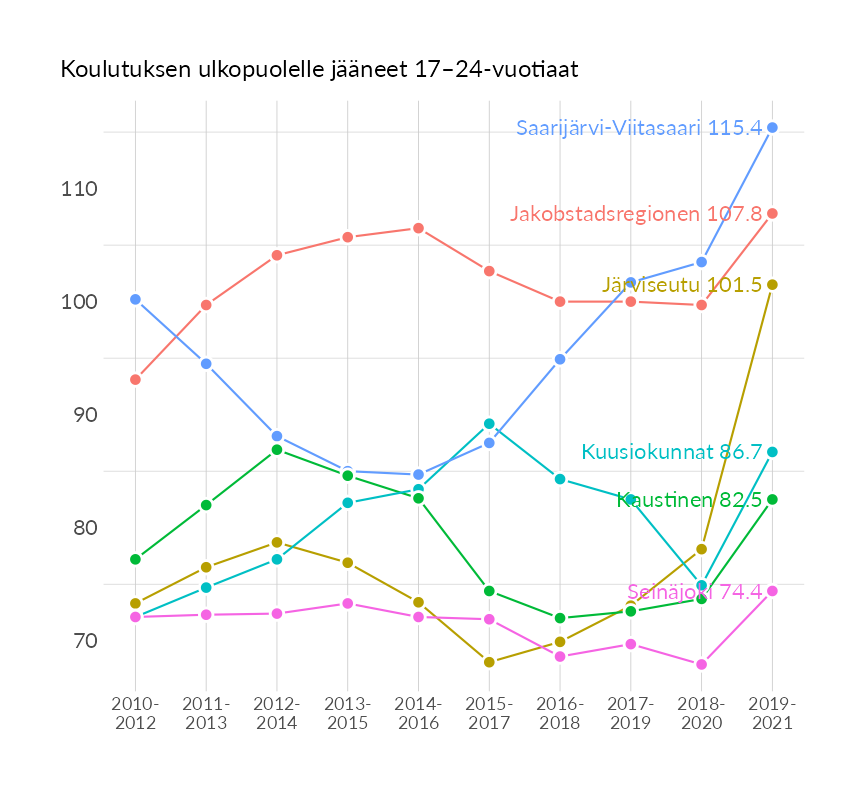 Koulutuksen ulkopuolelle jääneet 17–24-vuotiaat
Saarijärvi-Viitasaari 115.4
110
Jakobstadsregionen 107.8
Järviseutu 101.5
100
90
Kuusiokunnat 86.7
Kaustinen 82.5
80
Seinäjoki 74.4
70
2010- 2011- 2012- 2013- 2014- 2015- 2016- 2017- 2018- 2019-
2012 2013 2014 2015 2016 2017 2018 2019 2020 2021